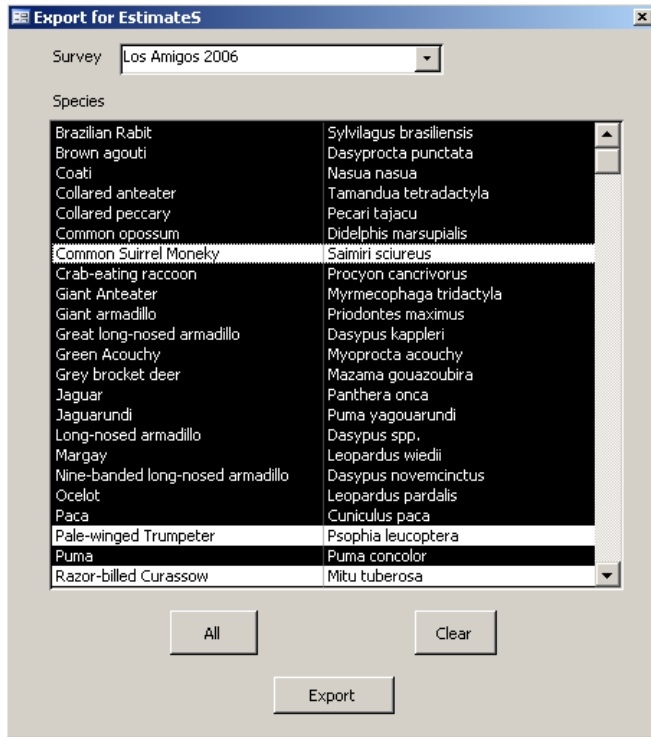 Export for EstimateS
Survey Los Amigos 2006
Species
Brazilian Rabit Sylvilagus brasiliensis
Brown agouti Dasyprocta punctata
Coati Nasua nasua
Collared anteater Tamandua tetradactyla
Collared peccary Pecari tajacu
Common opossum Didelphis marsupialis
Common Suirrel Moneky Saimiri sciureus
Crab-eating raccoon Procyon cancrivorus
Giant Anteater Myrmecophaga tridactyla
Giant armadillo Priodontes maximus
Great long-nosed armadillo Dasypus kappleri
Green Acouchy Myoprocta acouchy
Grey brocket deer Mazama gouazoubira
Jaguar Panthera onca
Jaguarundi Puma yagouarundi
Long-nosed armadillo Dasypus spp.
Margay Leopardus wiedii
Nine-banded long-nosed armadillo Dasypus novemcinctus
Ocelot Leopardus pardalis
Paca Cuniculus paca
Pale-winged Trumpeter Psophia leucoptera
Puma Puma concolor
Razor-billed Curassow Mitu tuberosa
All Clear
Export